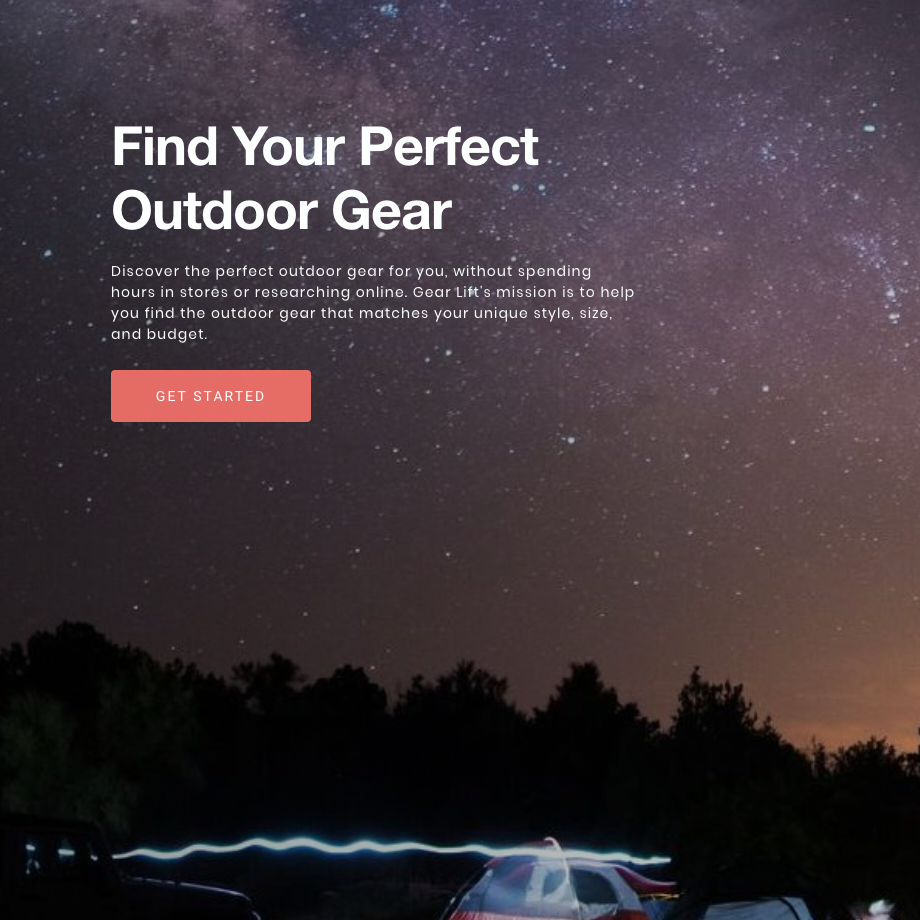 Find Your Perfect
Outdoor Gear
Discover the perfect outdoor gear for you, without spending
hours in stores or researching online. Gear Lift's mission is to help
you find the outdoor gear that matches your unique style, size,
and budget.
GET STARTED